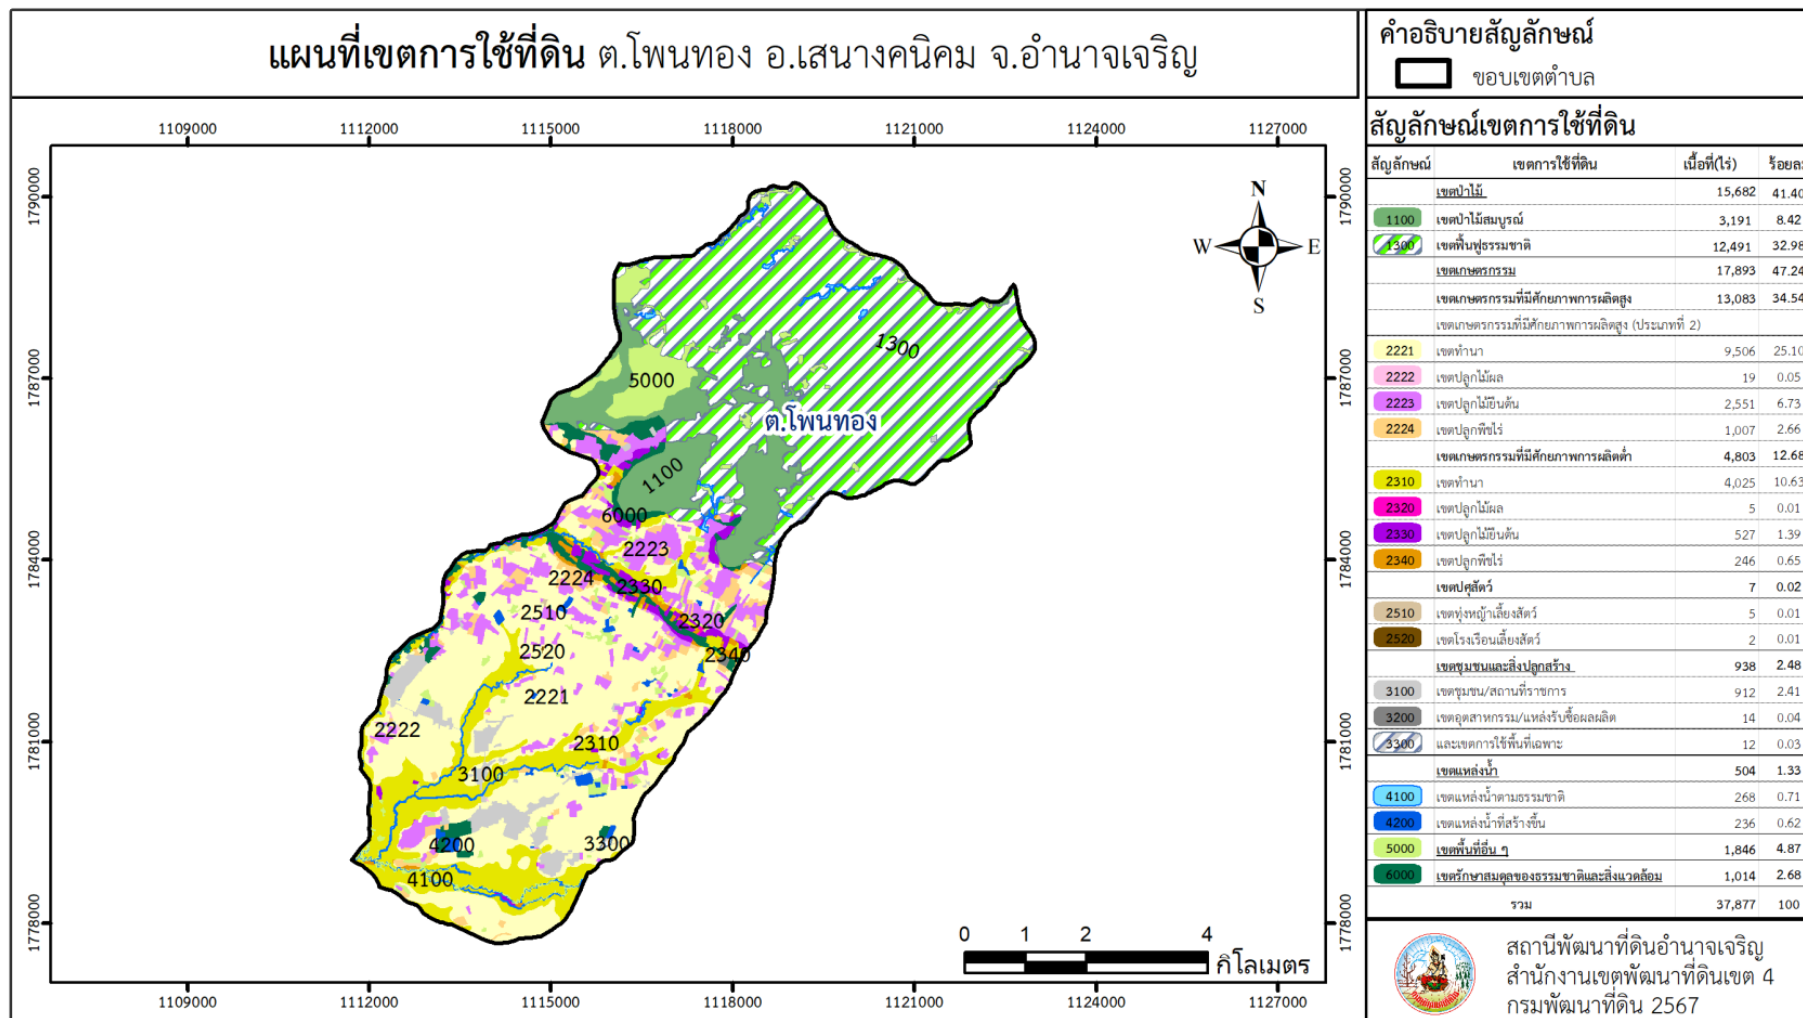 แผนที่เขตการใช้ที่ดิน ต.โพนทอง อ.เสนางคนิคม จ.อำนาจเจริญ
1109000 1112000 1115000 1118000 1121000 1124000 1127000
1790000 1790000
N
W E
S
1300
1787000 5000 1787000
ต.โพนทอง
1100
6000
2223
1784000 1784000
2224 2330
2510 2320
2520 2340
2221
2222
1781000 2310 1781000
3100
4200 3300
4100
1778000 1778000
0 1 2 4
กิโลเมตร
1109000 1112000 1115000 1118000 1121000 1124000 1127000
คำอธิบายสัญลักษณ์
ขอบเขตตำบล
สัญลักษณ์เขตการใช้ที่ดิน
สัญลักษณ์ เขตการใช้ที่ดิน เนื้อที่(ไร่) ร้อยละ
เขตป่าไม้ 15,682 41.40
1100 เขตป่าไม้สมบูรณ์ 3,191 8.42
1300 เขตฟื้นฟูธรรมชาติ 12,491 32.98
เขตเกษตรกรรม 17,893 47.24
เขตเกษตรกรรมที่มีศักยภาพการผลิตสูง 13,083 34.54
เขตเกษตรกรรมที่มีศักยภาพการผลิตสูง (ประเภทที่ 2)
2221 เขตทำนา 9,506 25.10
2222 เขตปลูกไม้ผล 19 0.05
2223 เขตปลูกไม้ยืนต้น 2,551 6.73
2224 เขตปลูกพืชไร่ 1,007 2.66
เขตเกษตรกรรมที่มีศักยภาพการผลิตต่ำ 4,803 12.68
2310 เขตทำนา 4,025 10.63
2320 เขตปลูกไม้ผล 5 0.01
2330 เขตปลูกไม้ยืนต้น 527 1.39
2340 เขตปลูกพืชไร่ 246 0.65
เขตปศุสัตว์ 7 0.02
2510 เขตทุ่งหญ้าเลี้ยงสัตว์ 5 0.01
2520 เขตโรงเรือนเลี้ยงสัตว์ 2 0.01
เขตชุมชนและสิ่งปลูกสร้าง 938 2.48
3100 เขตชุมชน/สถานที่ราชการ 912 2.41
3200 เขตอุตสาหกรรม/แหล่งรับซื้อผลผลิต 14 0.04
3300 และเขตการใช้พื้นที่เฉพาะ 12 0.03
เขตแหล่งน้ำ 504 1.33
4100 เขตแหล่งน้ำตามธรรมชาติ 268 0.71
4200 เขตแหล่งน้ำที่สร้างขึ้น 236 0.62
5000 เขตพื้นที่อื่น ๆ 1,846 4.87
6000 เขตรักษาสมดุลของธรรมชาติและสิ่งแวดล้อม 1,014 2.68
รวม 37,877 100
สถานีพัฒนาที่ดินอำนาจเจริญ
สำนักงานเขตพัฒนาที่ดินเขต 4
กรมพัฒนาที่ดิน 2567